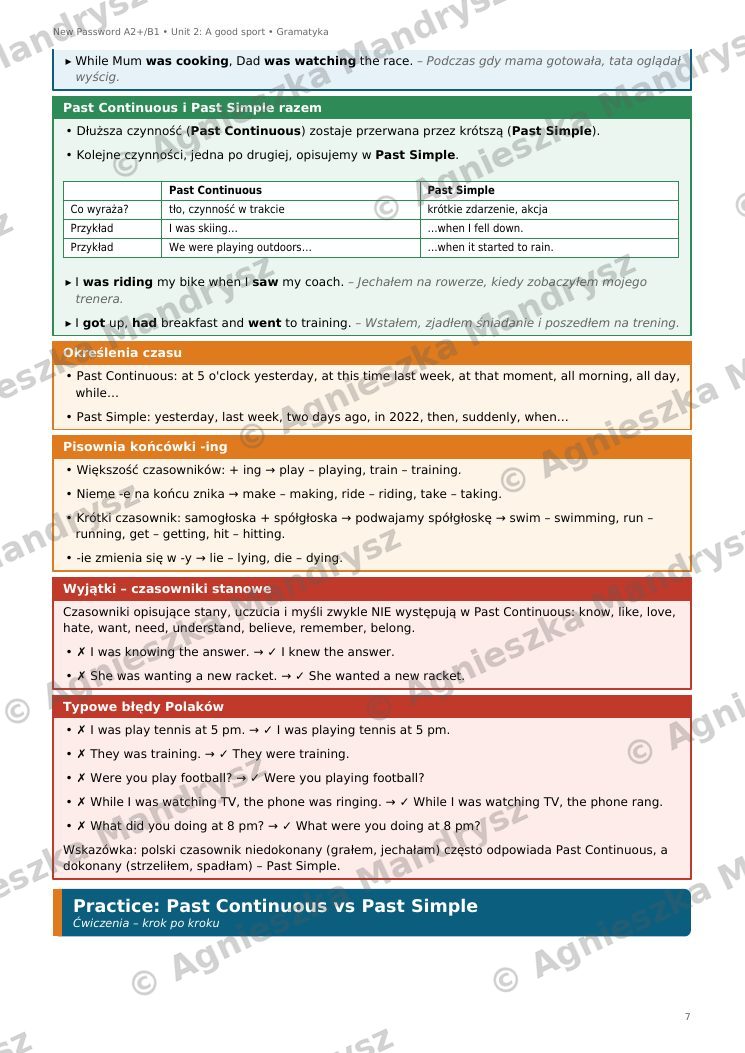 New Password A2+/B1 • Unit 2: A good sport • Gramatyka
▸ While Mum was cooking, Dad was watching the race. – Podczas gdy mama gotowała, tata oglądał
wyścig.
Past Continuous i Past Simple razem
• Dłuższa czynność (Past Continuous) zostaje przerwana przez krótszą (Past Simple).
• Kolejne czynności, jedna po drugiej, opisujemy w Past Simple.
Past Continuous Past Simple
Co wyraża? tło, czynność w trakcie krótkie zdarzenie, akcja
Przykład I was skiing… …when I fell down.
Przykład We were playing outdoors… …when it started to rain.
▸ I was riding my bike when I saw my coach. – Jechałem na rowerze, kiedy zobaczyłem mojego
trenera.
▸ I got up, had breakfast and went to training. – Wstałem, zjadłem śniadanie i poszedłem na trening.
Określenia czasu
• Past Continuous: at 5 o'clock yesterday, at this time last week, at that moment, all morning, all day,
while…
• Past Simple: yesterday, last week, two days ago, in 2022, then, suddenly, when…
Pisownia końcówki -ing
• Większość czasowników: + ing → play – playing, train – training.
• Nieme -e na końcu znika → make – making, ride – riding, take – taking.
• Krótki czasownik: samogłoska + spółgłoska → podwajamy spółgłoskę → swim – swimming, run –
running, get – getting, hit – hitting.
• -ie zmienia się w -y → lie – lying, die – dying.
Wyjątki – czasowniki stanowe
Czasowniki opisujące stany, uczucia i myśli zwykle NIE występują w Past Continuous: know, like, love,
hate, want, need, understand, believe, remember, belong.
• ✗ I was knowing the answer. → ✓ I knew the answer.
• ✗ She was wanting a new racket. → ✓ She wanted a new racket.
Typowe błędy Polaków
• ✗ I was play tennis at 5 pm. → ✓ I was playing tennis at 5 pm.
• ✗ They was training. → ✓ They were training.
• ✗ Were you play football? → ✓ Were you playing football?
• ✗ While I was watching TV, the phone was ringing. → ✓ While I was watching TV, the phone rang.
• ✗ What did you doing at 8 pm? → ✓ What were you doing at 8 pm?
Wskazówka: polski czasownik niedokonany (grałem, jechałam) często odpowiada Past Continuous, a
dokonany (strzeliłem, spadłam) – Past Simple.
Practice: Past Continuous vs Past Simple
Ćwiczenia – krok po kroku
7
© Agnieszka Mandrysz